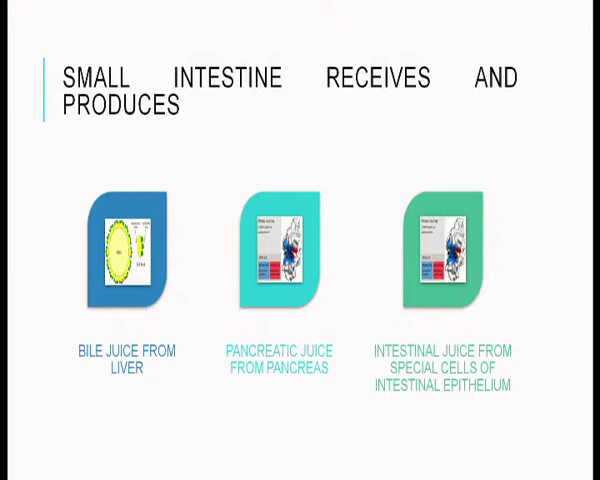 SMALL INTESTINE RECEIVES AND
PRODUCES
BILE JUICE FROM
LIVER
PANCREATIC JUICE
FROM PANCREAS
INTESTINAL JUICE FROM
SPECIAL CELLS OF
INTESTINAL EPITHELIUM